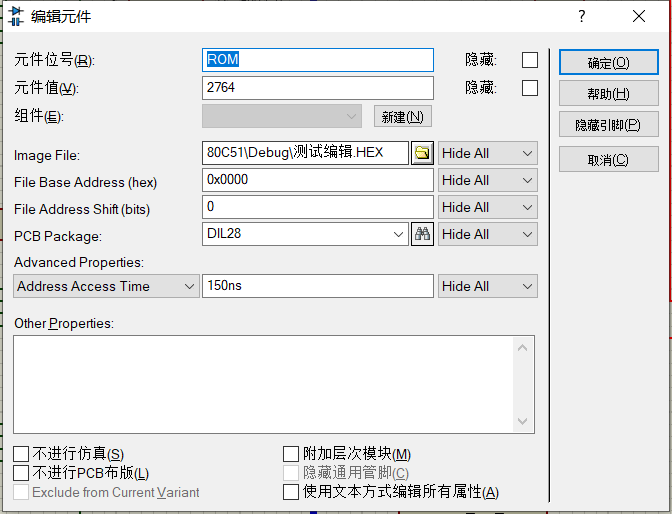 编辑元件 ?
元件位号(R): ROM 隐藏: 确定(O)
元件值(V): 2764 隐藏: 帮助(H)
组件(E): 新建(N) 隐藏引脚(P)
Image File: 80C51\Debug\测试编辑.HEX Hide All 取消(C)
File Base Address (hex) 0x0000 Hide All
File Address Shift (bits) 0 Hide All
PCB Package: DIL28 Hide All
Advanced Properties:
Address Access Time 150ns Hide All
Other Properties:
不进行仿真(S) 附加层次模块(M)
不进行PCB布版(L) 隐藏通用管脚(C)
Exclude from Current Variant 使用文本方式编辑所有属性(A)